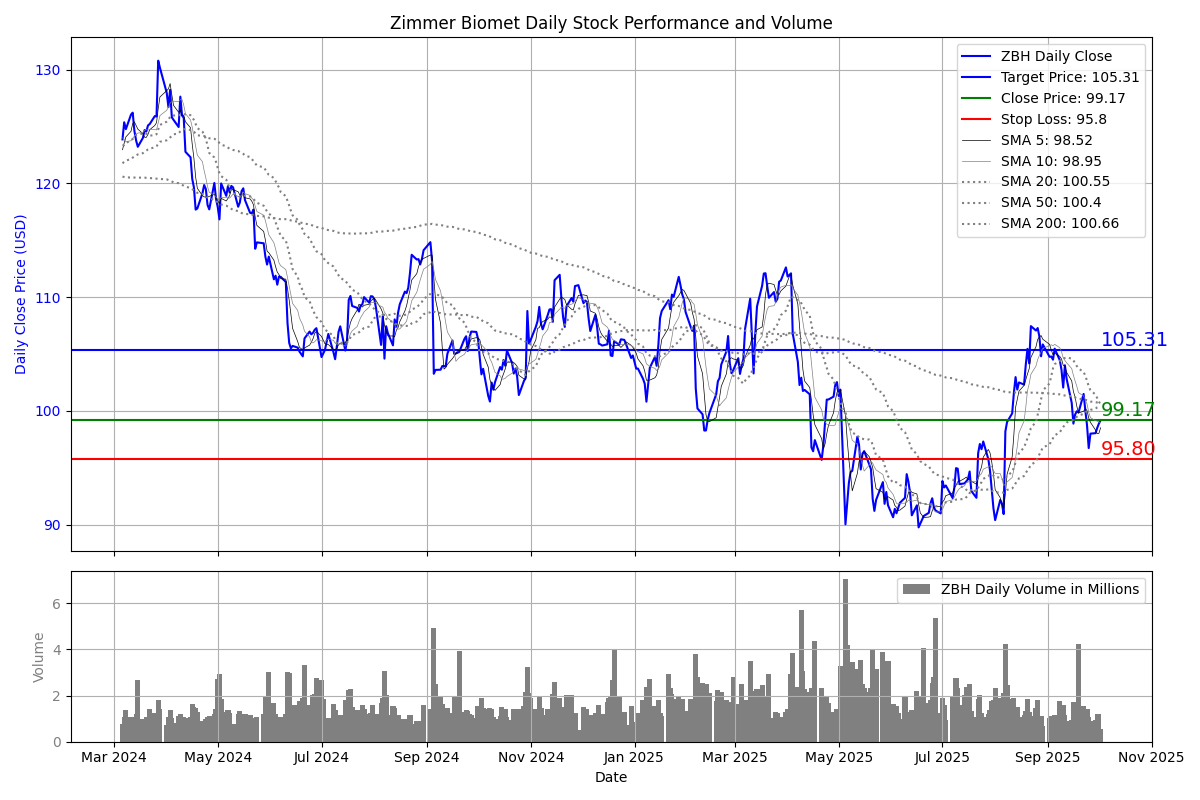 Zimmer Biomet Daily Stock Performance and Volume
130
120
110
100
90
Daily Close Price (USD)
ZBH Daily Close
Target Price: 105.31
Close Price: 99.17
Stop Loss: 95.8
SMA 5: 98.52
SMA 10: 98.95
SMA 20: 100.55
SMA 50: 100.4
SMA 200: 100.66
105.31
99.17
95.80
6
4
2
0
Volume
ZBH Daily Volume in Millions
Mar 2024 May 2024 Jul 2024 Sep 2024 Nov 2024 Jan 2025 Mar 2025 May 2025 Jul 2025 Sep 2025 Nov 2025
Date